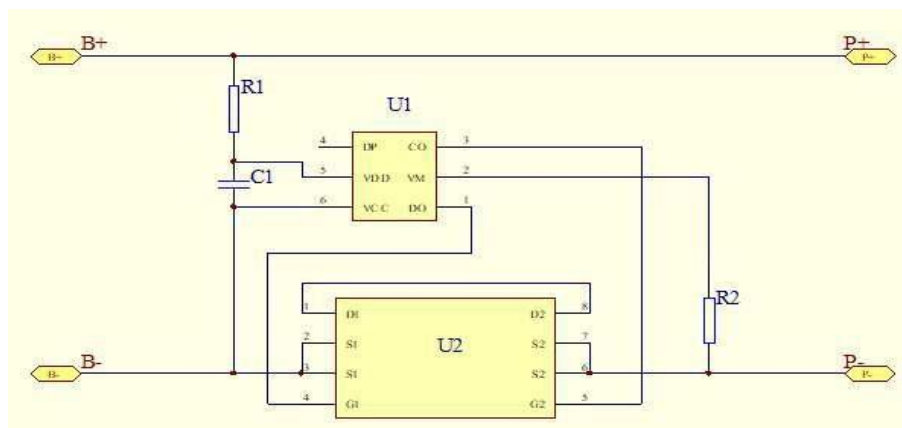 B+ B+ P+ P+
R1
U1
4 DP CO 3
C1
5 VDD VM 2
6 VCC DO 1
R2
1 D1 D2 8
2 S1 S2 7
U2
B- B- 3 S1 S2 6 P- P-
4 G1 G2 5